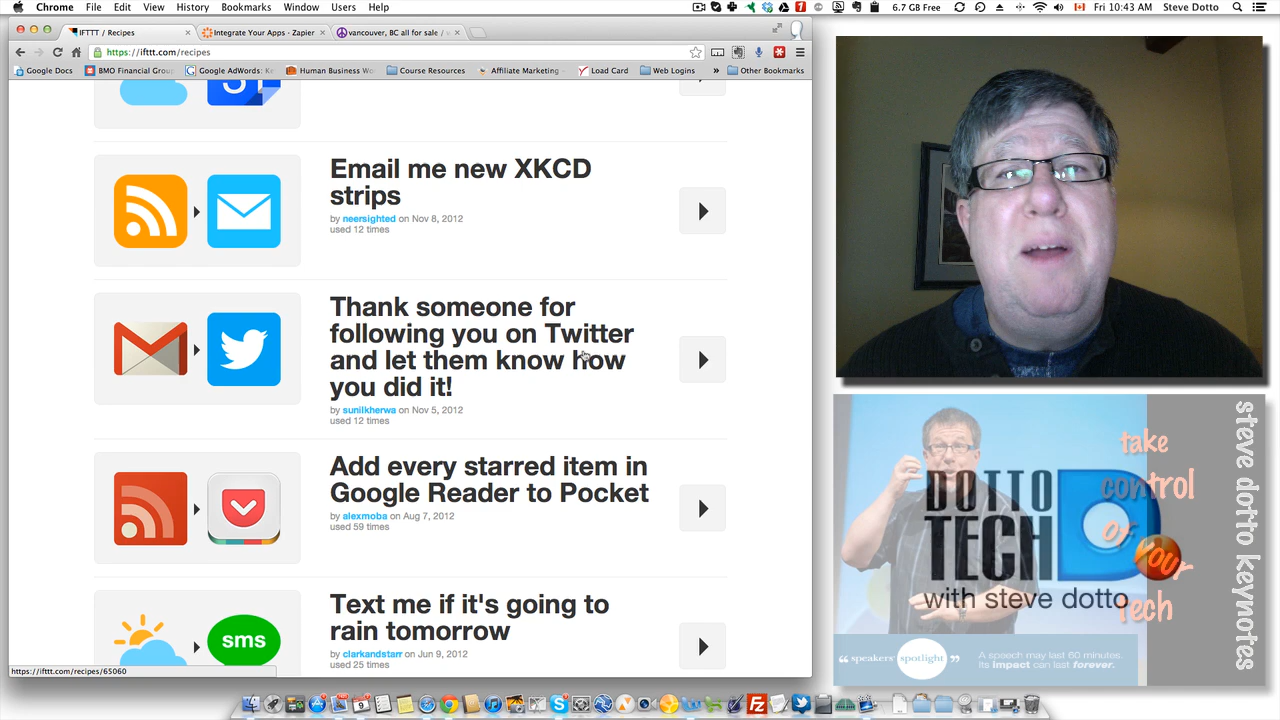 Chrome File Edit View History Bookmarks Window Users Help
6.7 GB Free Fri 10:43 AM Steve Dotto
IFTTT / Recipes
Integrate Your Apps - Zapier
vancouver, BC all for sale / w
https://ifttt.com/recipes
Google Docs
BMO Financial Grou
Google AdWords: Ke
Human Business Wo
Course Resources
Affiliate Marketing -
Load Card
Web Logins
»
Other Bookmarks
Email me new XKCD
strips
by neersighted on Nov 8, 2012
used 12 times
Thank someone for
following you on Twitter
and let them know how
you did it!
by sunilkherwa on Nov 5, 2012
used 12 times
Add every starred item in
Google Reader to Pocket
by alexmoba on Aug 7, 2012
used 59 times
sms
Text me if it's going to
rain tomorrow
by clarkandstarr on Jun 9, 2012
used 25 times
https://ifttt.com/recipes/65060
DOTTO
TECH
with steve dotto
take
control
of your
tech
steve dotto keynotes
"speakers' spotlight"
A speech may last 60 minutes.
Its impact can last forever.